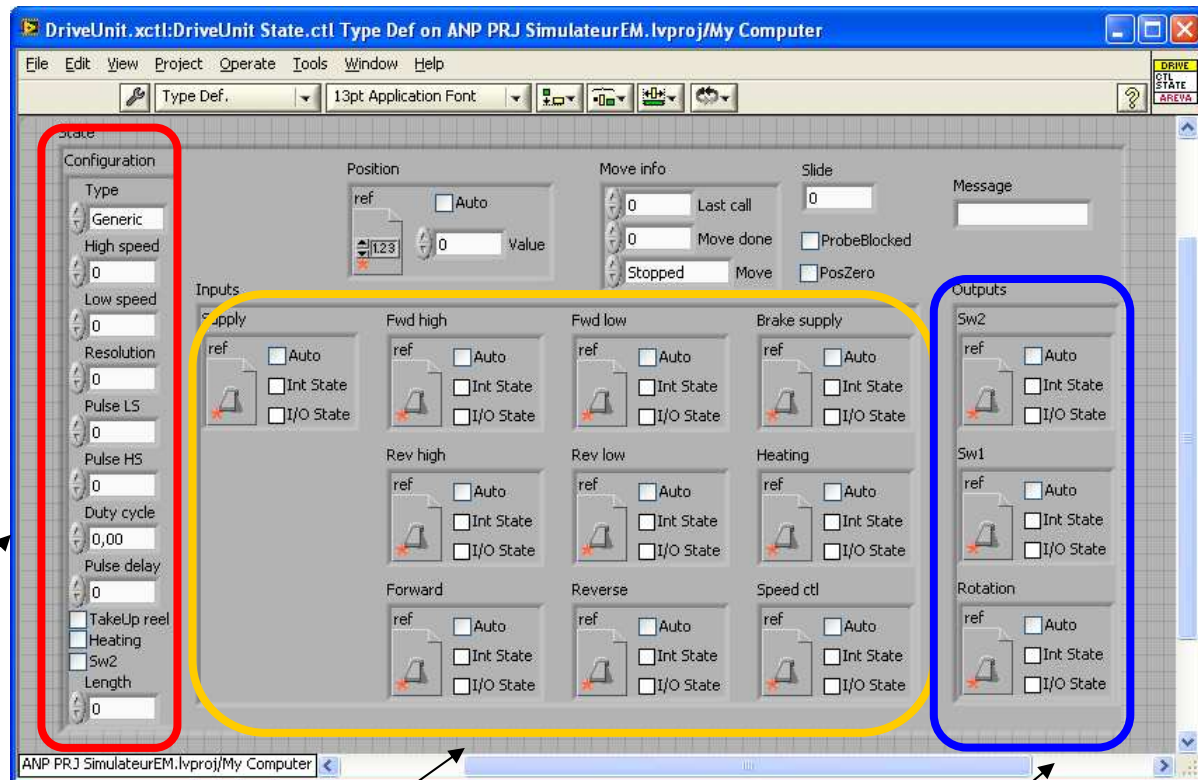 DriveUnit.xctl:DriveUnit State.ctl Type Def on ANP PRJ SimulateurEM.lvproj/My Computer
File Edit View Project Operate Tools Window Help
Type Def. 13pt Application Font
?
DRIVE
CTL
STATE
AREVA
State
Configuration
Type
Generic
High speed
0
Low speed
0
Resolution
0
Pulse LS
0
Pulse HS
0
Duty cycle
0,00
Pulse delay
0
TakeUp reel
Heating
Sw2
Length
0
Position
ref
Auto
1.23
0 Value
Move info
0 Last call
0 Move done
Stopped Move
Slide
0
ProbeBlocked
PosZero
Message
Inputs
Supply
ref
Auto
Int State
I/O State
Fwd high
ref
Auto
Int State
I/O State
Fwd low
ref
Auto
Int State
I/O State
Brake supply
ref
Auto
Int State
I/O State
Rev high
ref
Auto
Int State
I/O State
Rev low
ref
Auto
Int State
I/O State
Heating
ref
Auto
Int State
I/O State
Forward
ref
Auto
Int State
I/O State
Reverse
ref
Auto
Int State
I/O State
Speed ctl
ref
Auto
Int State
I/O State
Outputs
Sw2
ref
Auto
Int State
I/O State
Sw1
ref
Auto
Int State
I/O State
Rotation
ref
Auto
Int State
I/O State
ANP PRJ SimulateurEM.lvproj/My Computer